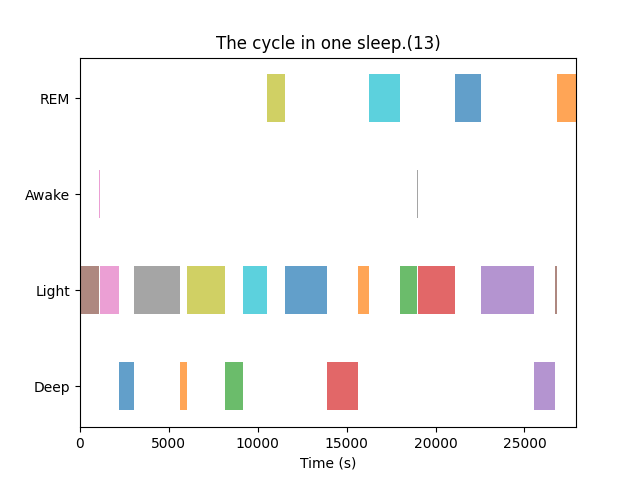 The cycle in one sleep.(13)
REM
Awake
Light
Deep
0 5000 10000 15000 20000 25000
Time (s)